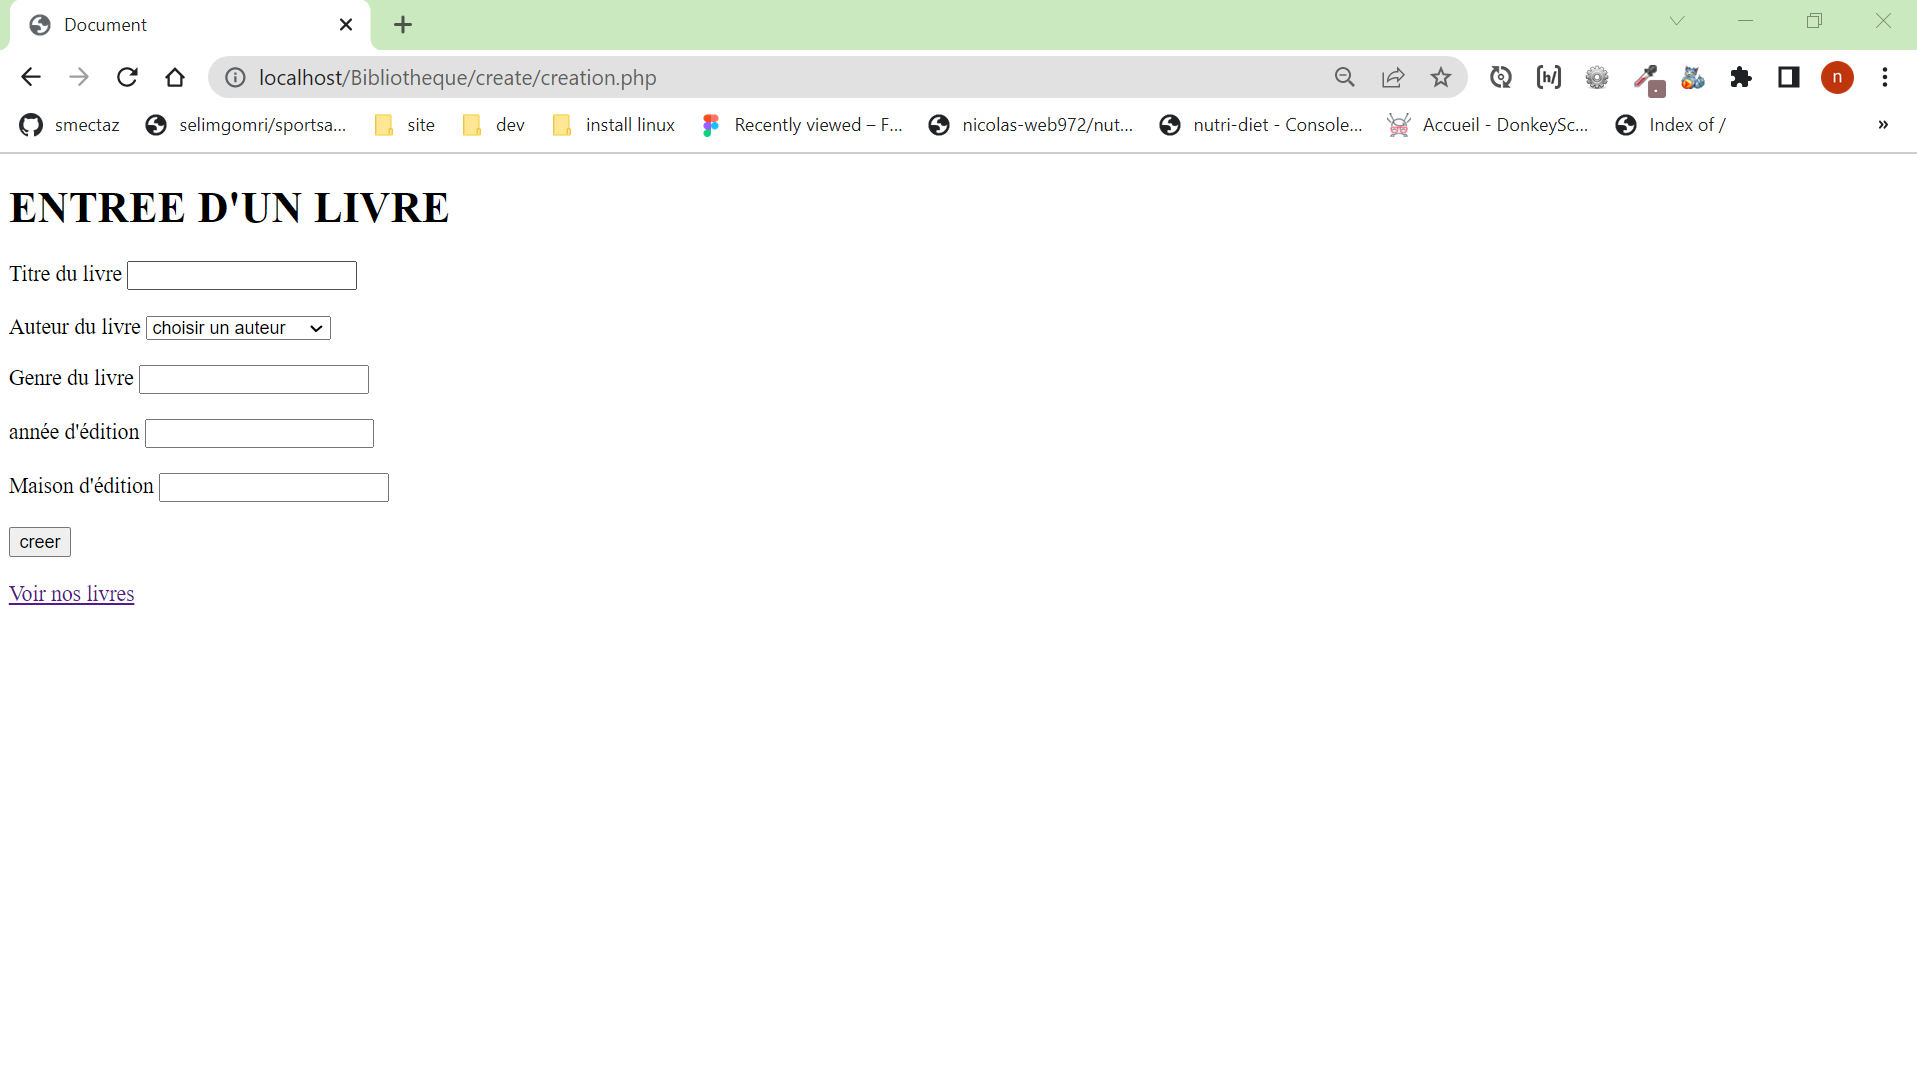 Document
localhost/Bibliotheque/create/creation.php
n
smectaz selimgomri/sportsa... site dev install linux Recently viewed – F... nicolas-web972/nut... nutri-diet - Console... Accueil - DonkeySc... Index of / »
ENTREE D'UN LIVRE
Titre du livre
Auteur du livre choisir un auteur
Genre du livre
année d'édition
Maison d'édition
creer
Voir nos livres